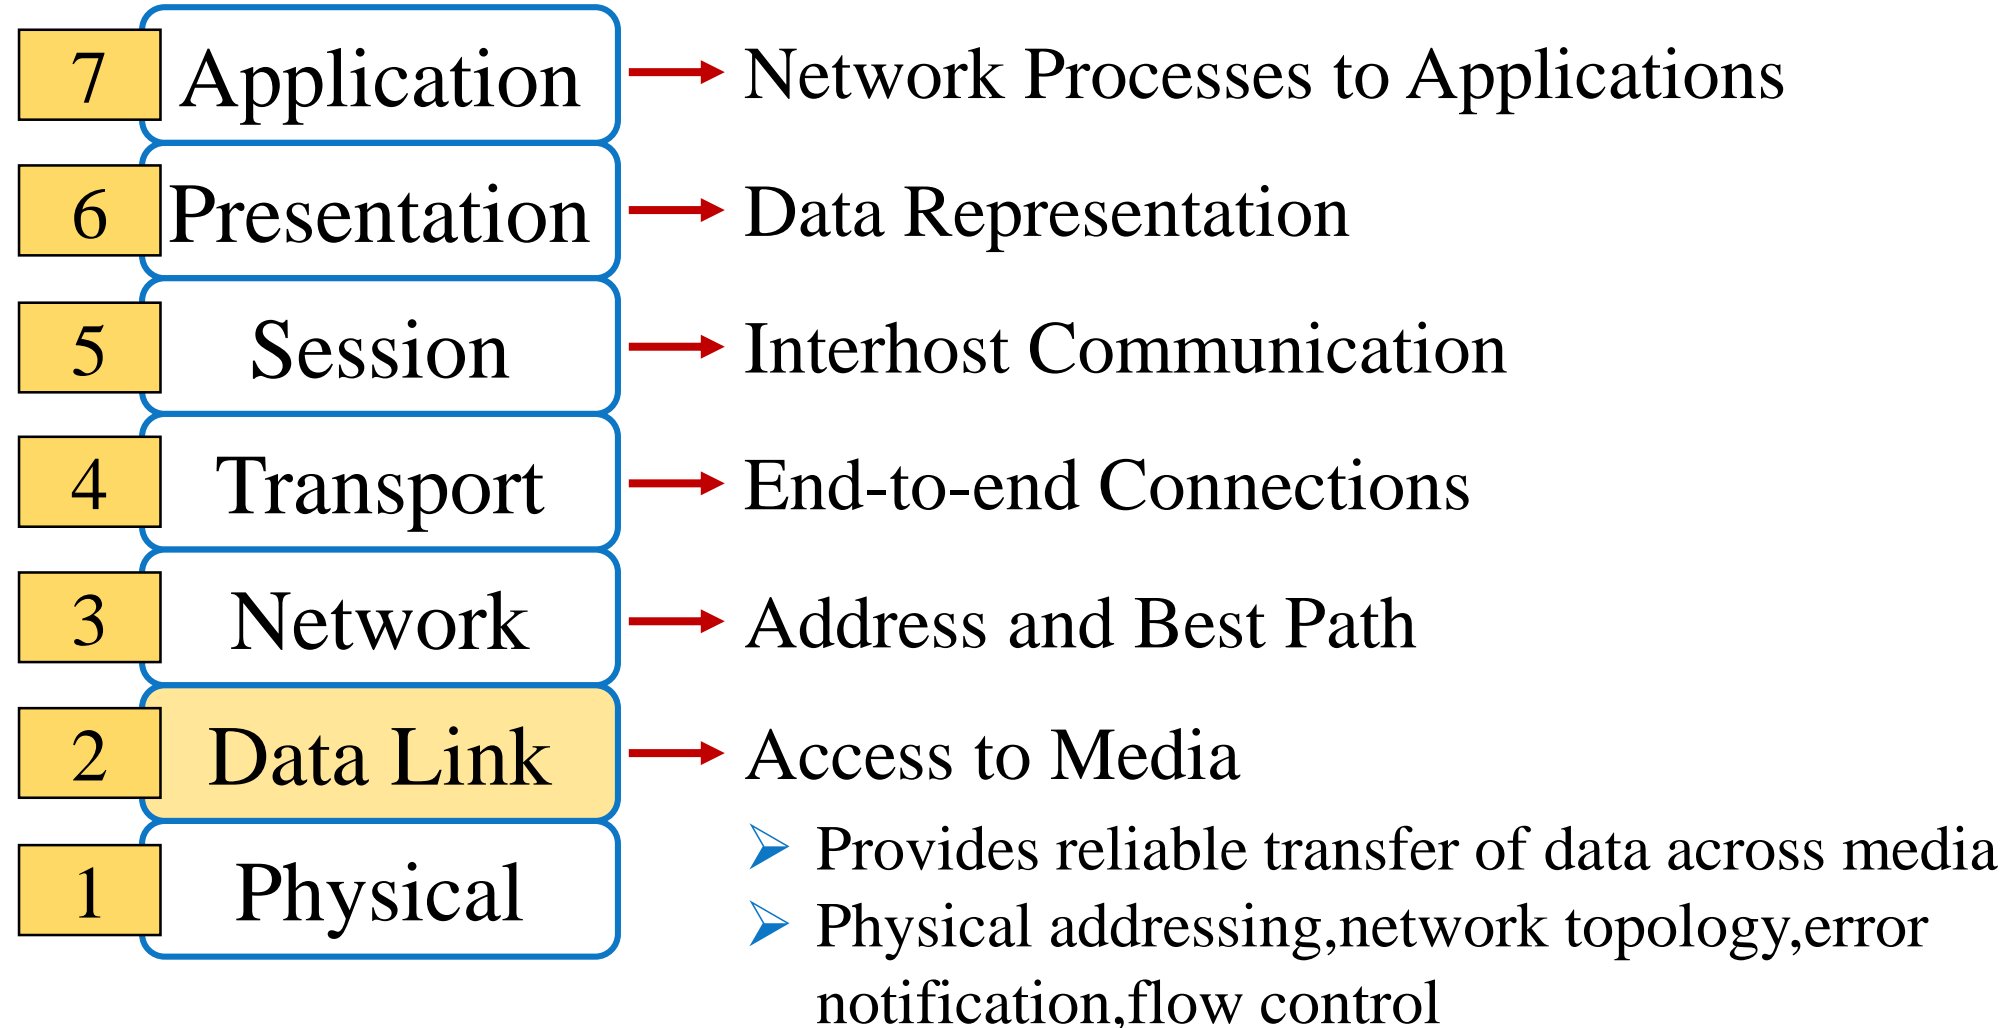 7 Application Network Processes to Applications
6 Presentation Data Representation
5 Session Interhost Communication
4 Transport End-to-end Connections
3 Network Address and Best Path
2 Data Link Access to Media
Provides reliable transfer of data across media
1 Physical
Physical addressing,network topology,error
notification,flow control